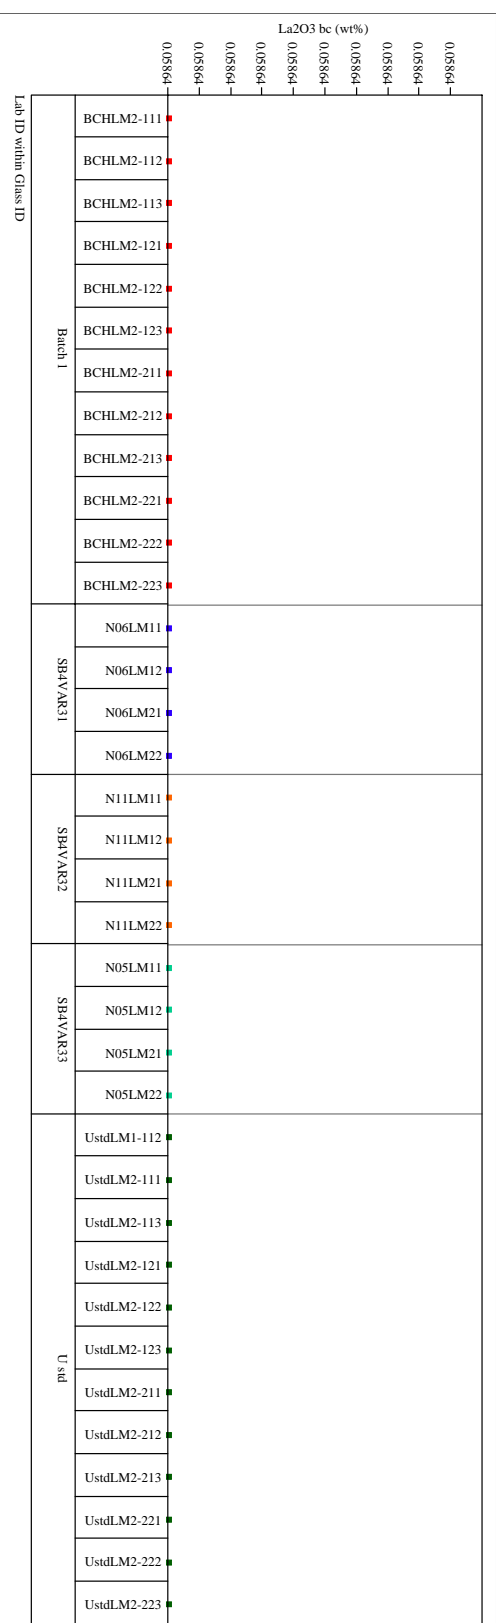 La2O3 bc (wt%)
0.05864
0.05864
0.05864
0.05864
0.05864
0.05864
0.05864
0.05864
0.05864
0.05864
BCHLM2-111
BCHLM2-112
BCHLM2-113
BCHLM2-121
BCHLM2-122
BCHLM2-123
BCHLM2-211
BCHLM2-212
BCHLM2-213
BCHLM2-221
BCHLM2-222
BCHLM2-223
Batch 1
N06LM11
N06LM12
N06LM21
N06LM22
SB4VAR31
N11LM11
N11LM12
N11LM21
N11LM22
SB4VAR32
N05LM11
N05LM12
N05LM21
N05LM22
SB4VAR33
UstdLM1-112
UstdLM2-111
UstdLM2-113
UstdLM2-121
UstdLM2-122
UstdLM2-123
UstdLM2-211
UstdLM2-212
UstdLM2-213
UstdLM2-221
UstdLM2-222
UstdLM2-223
U std
Lab ID within Glass ID